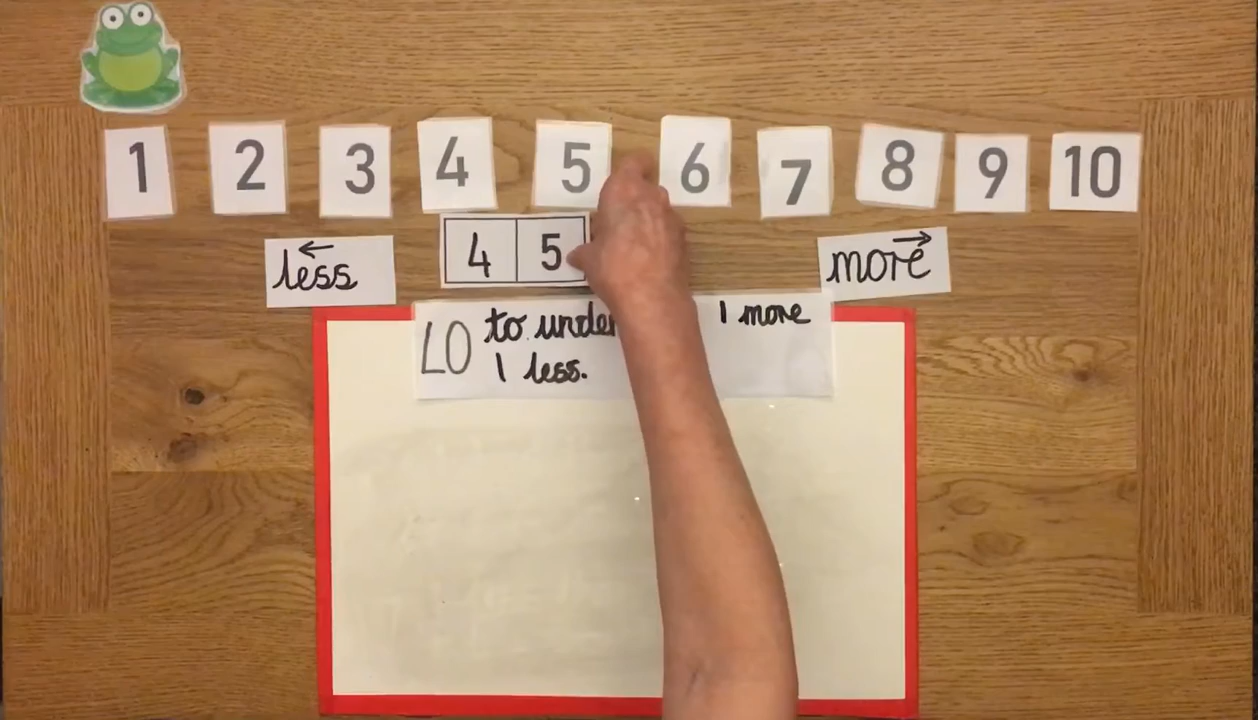 1 2 3 4 5 6 7 8 9 10
less
4 5
more
LO to under 1 more
1 less.